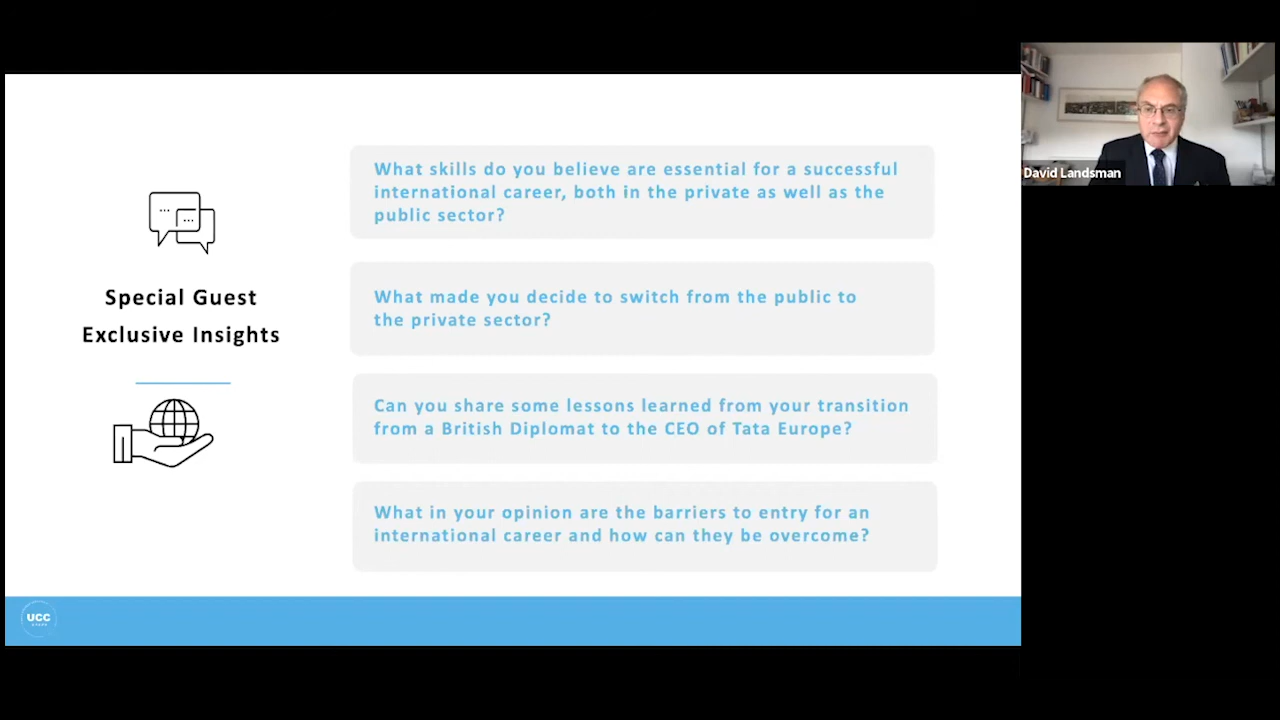 Special Guest
Exclusive Insights
What skills do you believe are essential for a successful
international career, both in the private as well as the
public sector?
What made you decide to switch from the public to
the private sector?
Can you share some lessons learned from your transition
from a British Diplomat to the CEO of Tata Europe?
What in your opinion are the barriers to entry for an
international career and how can they be overcome?
UCC
David Landsman